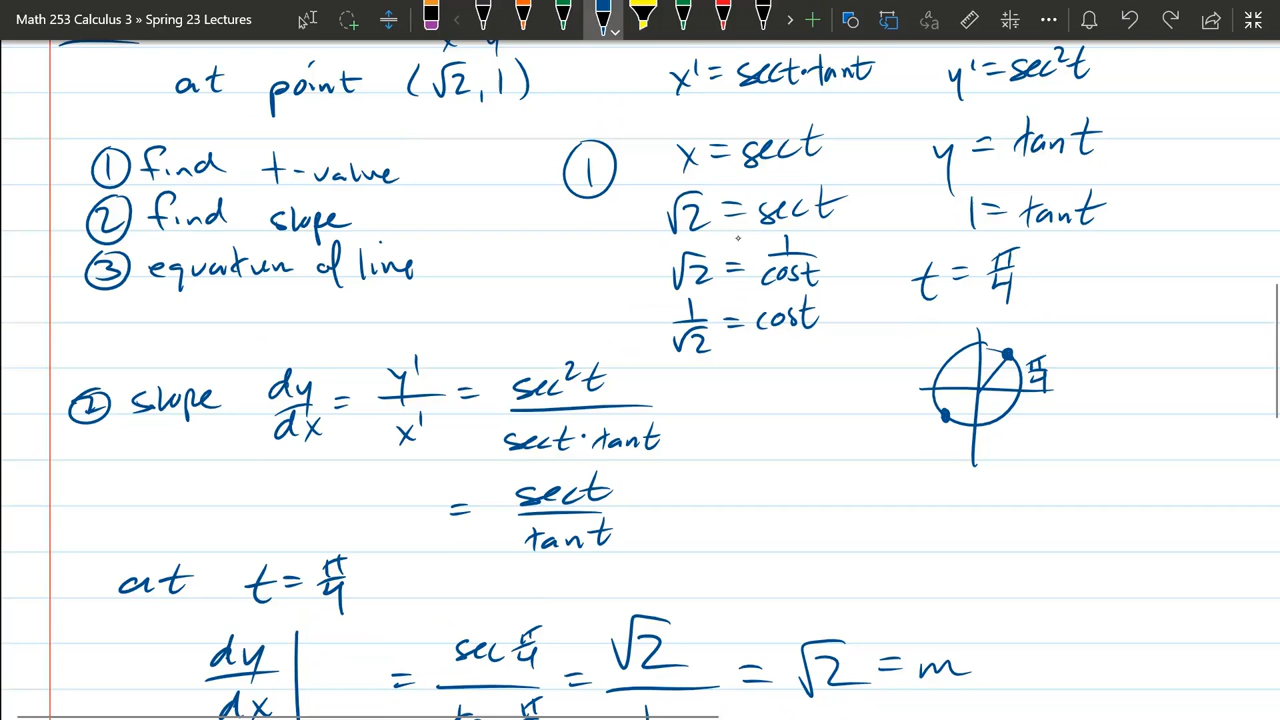 Math 253 Calculus 3 » Spring 23 Lectures
at point (√2, 1)
x' = sect·tant y' = sec²t
① find t-value
② find slope
③ equation of line
① x = sect y = tant
√2 = sect 1 = tant
√2 = 1/cost t = π/4
1/√2 = cost
π/4
② slope dy/dx = y'/x' = sec²t/sect·tant
= sect/tant
at t = π/4
dy/dx | = sec π/4 / = √2/1 = √2 = m